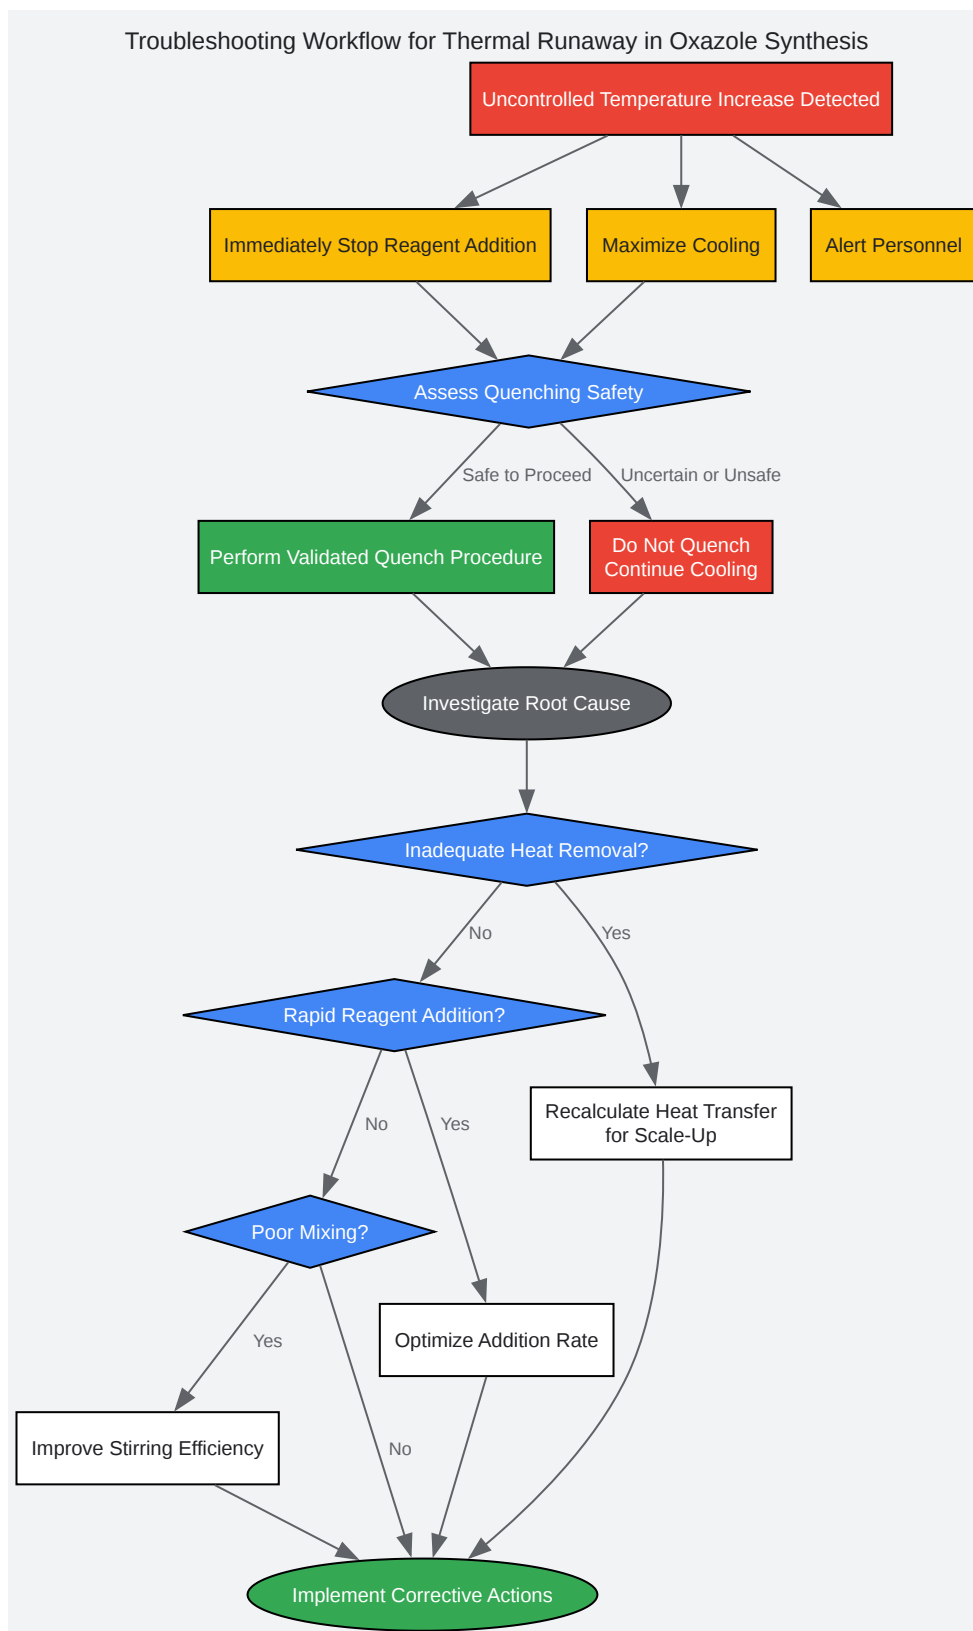 Troubleshooting Workflow for Thermal Runaway in Oxazole Synthesis
Uncontrolled Temperature Increase Detected
Immediately Stop Reagent Addition
Maximize Cooling
Alert Personnel
Assess Quenching Safety
Safe to Proceed
Uncertain or Unsafe
Perform Validated Quench Procedure
Do Not Quench
Continue Cooling
Investigate Root Cause
Inadequate Heat Removal?
No
Yes
Rapid Reagent Addition?
Recalculate Heat Transfer
for Scale-Up
No
Yes
Poor Mixing?
Optimize Addition Rate
Yes
Improve Stirring Efficiency
No
Implement Corrective Actions